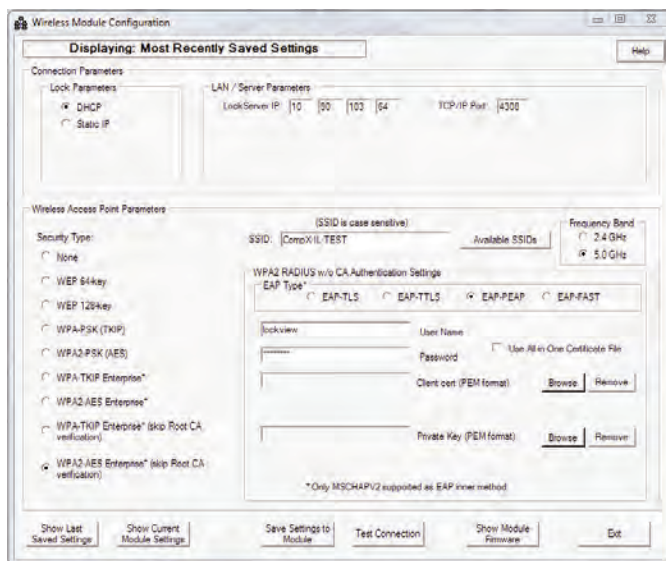 Wireless Module Configuration
Displaying: Most Recently Saved Settings
Help
Connection Parameters
Lock Parameters
DHCP
Static IP
LAN / Server Parameters
LockServer IP: 10 90 103 64 TCP/IP Port: 4308
Wireless Access Point Parameters
Security Type:
None
WEP 64-key
WEP 128-key
WPA-PSK (TKIP)
WPA2-PSK (AES)
WPA-TKIP Enterprise*
WPA2-AES Enterprise*
WPA-TKIP Enterprise* (skip Root CA
verification)
WPA2-AES Enterprise* (skip Root CA
verification)
(SSID is case sensitive)
SSID: CompX-IL-TEST
Available SSIDs
Frequency Band
2.4 GHz
5.0 GHz
WPA2 RADIUS w/o CA Authentication Settings
EAP Type*
EAP-TLS EAP-TTLS EAP-PEAP EAP-FAST
lockview User Name
******** Password
Use All in One Certificate File
Client cert (PEM format) Browse Remove
Private Key (PEM format) Browse Remove
*Only MSCHAPV2 supported as EAP inner method
Show Last
Saved Settings
Show Current
Module Settings
Save Settings to
Module
Test Connection
Show Module
Firmware
Exit